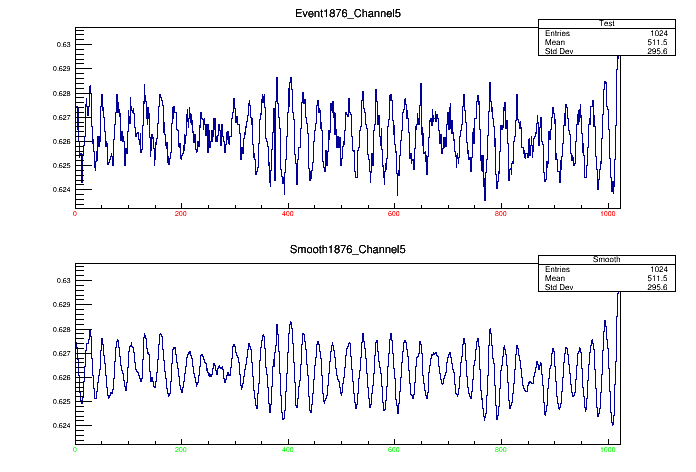 Event1876_Channel5
Test
Entries 1024
Mean 511.5
Std Dev 295.6
0.63
0.629
0.628
0.627
0.626
0.625
0.624
0 200 400 600 800 1000
Smooth1876_Channel5
Smooth
Entries 1024
Mean 511.5
Std Dev 295.6
0.63
0.629
0.628
0.627
0.626
0.625
0.624
0 200 400 600 800 1000